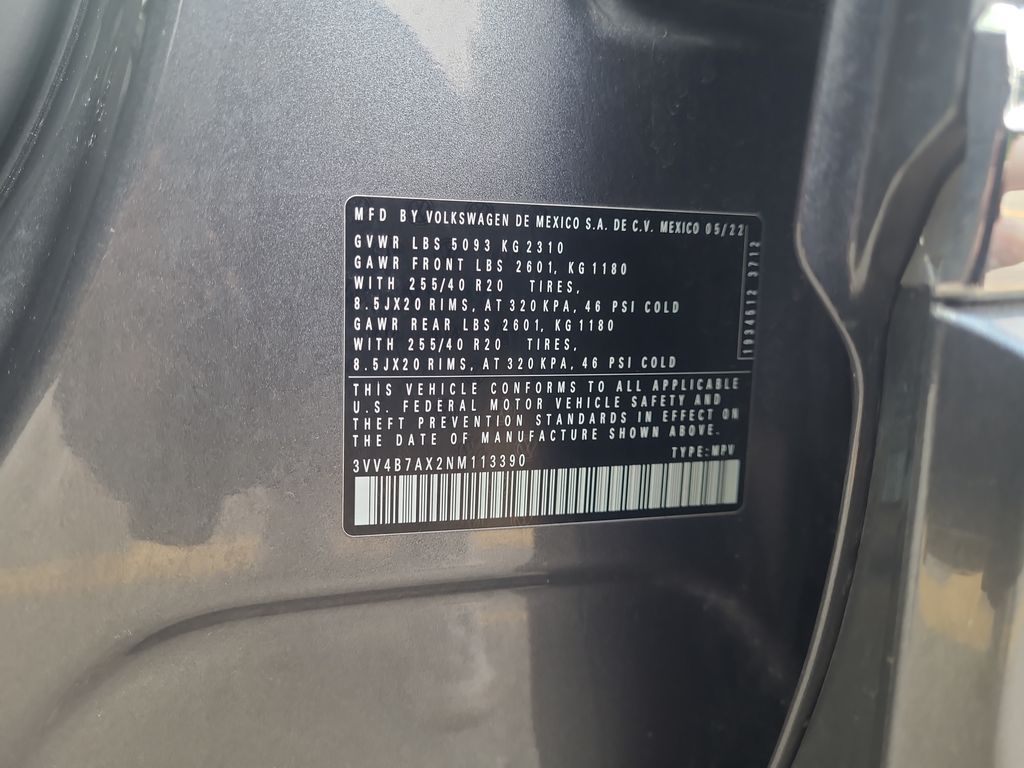 MFD BY VOLKSWAGEN DE MEXICO S.A. DE C.V. MEXICO 05/22
GVWR LBS 5093 KG 2310
GAWR FRONT LBS 2601, KG 1180
WITH 255/40 R20 TIRES,
8.5JX20 RIMS, AT 320 KPA, 46 PSI COLD
GAWR REAR LBS 2601, KG 1180
WITH 255/40 R20 TIRES,
8.5JX20 RIMS, AT 320 KPA, 46 PSI COLD
THIS VEHICLE CONFORMS TO ALL APPLICABLE
U.S. FEDERAL MOTOR VEHICLE SAFETY AND
THEFT PREVENTION STANDARDS IN EFFECT ON
THE DATE OF MANUFACTURE SHOWN ABOVE.
3VV4B7AX2NM113390 TYPE: MPV
1934612 3712